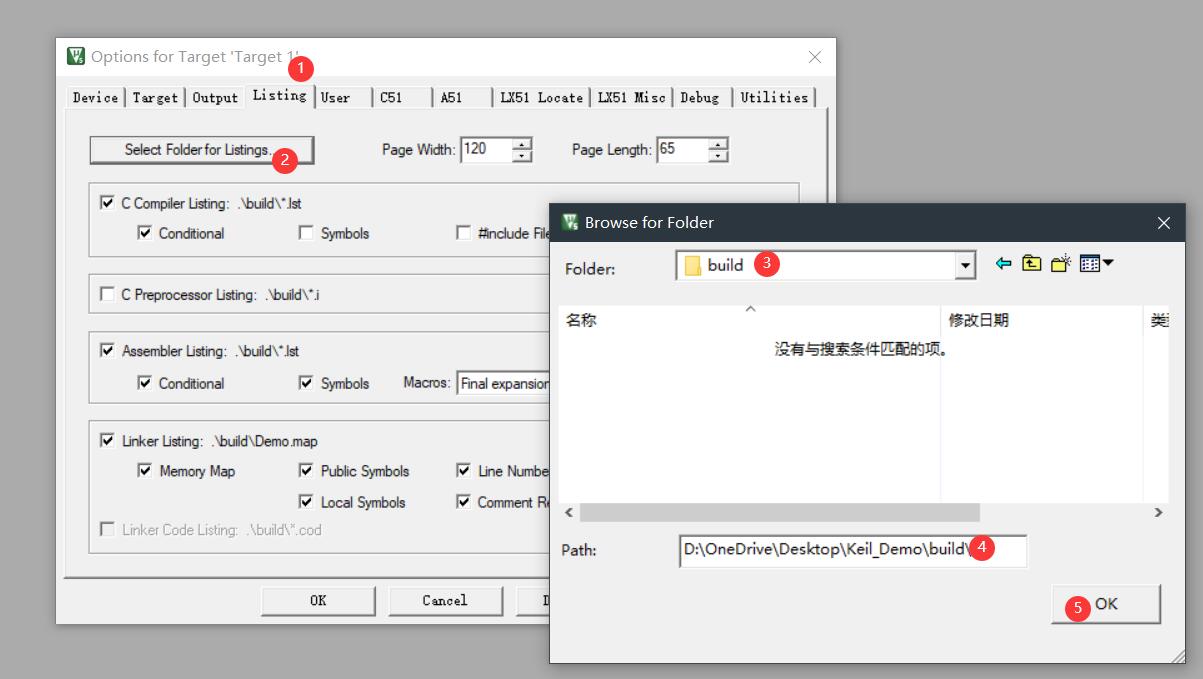 Options for Target 'Target 1'
1
Device Target Output Listing User C51 A51 LX51 Locate LX51 Misc Debug Utilities
Select Folder for Listings...
2
Page Width: 120
Page Length: 65
C Compiler Listing: .\build\*.lst
Conditional
Symbols
#include
C Preprocessor Listing: .\build\*.i
Assembler Listing: .\build\*.lst
Conditional
Symbols
Macros: Final expansion
Linker Listing: .\build\Demo.map
Memory Map
Public Symbols
Line
Local Symbols
Comment
Linker Code Listing: .\build\*.cod
OK
Cancel
Browse for Folder
Folder: build
3
名称
修改日期
没有与搜索条件匹配的项。
Path: D:\OneDrive\Desktop\Keil_Demo\build\
4
5
OK